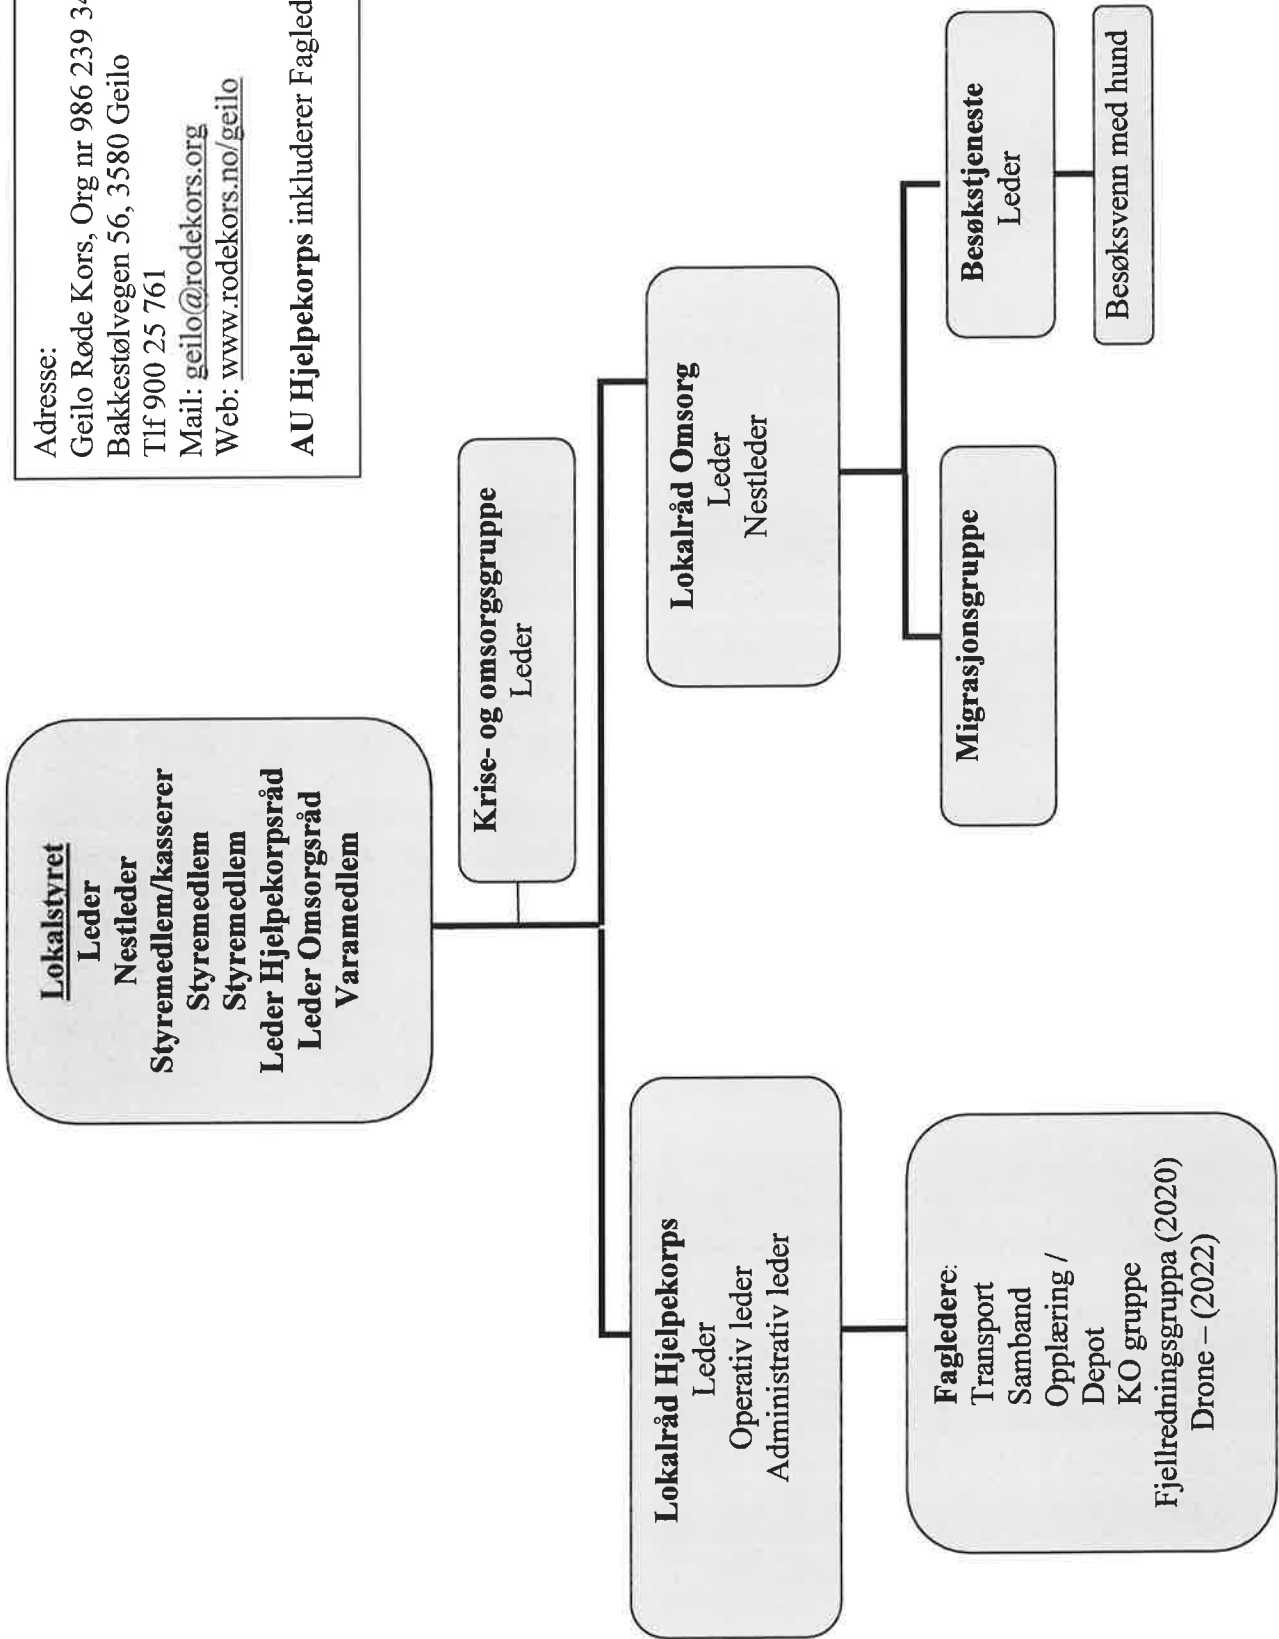 Adresse:
Geilo Røde Kors, Org nr 986 239 34
Bakkestølvegen 56, 3580 Geilo
Tlf 900 25 761
Mail: geilo@rodekors.org
Web: www.rodekors.no/geilo
AU Hjelpekorps inkluderer Fagled
Lokalstyret
Leder
Nestleder
Styremedlem/kasserer
Styremedlem
Styremedlem
Leder Hjelpekorpsråd
Leder Omsorgsråd
Varamedlem
Krise- og omsorgsgruppe
Leder
Lokalråd Hjelpekorps
Leder
Operativ leder
Administrativ leder
Fagledere:
Transport
Samband
Opplæring /
Depot
KO gruppe
Fjellredningsgruppa (2020)
Drone – (2022)
Lokalråd Omsorg
Leder
Nestleder
Migrasjonsgruppe
Besøkstjeneste
Leder
Besøksvenn med hund